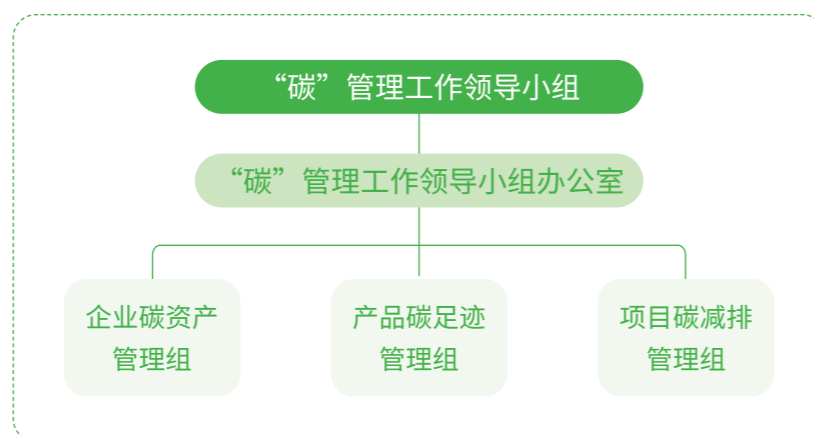 “碳”管理工作领导小组
“碳”管理工作领导小组办公室
企业碳资产
管理组
产品碳足迹
管理组
项目碳减排
管理组